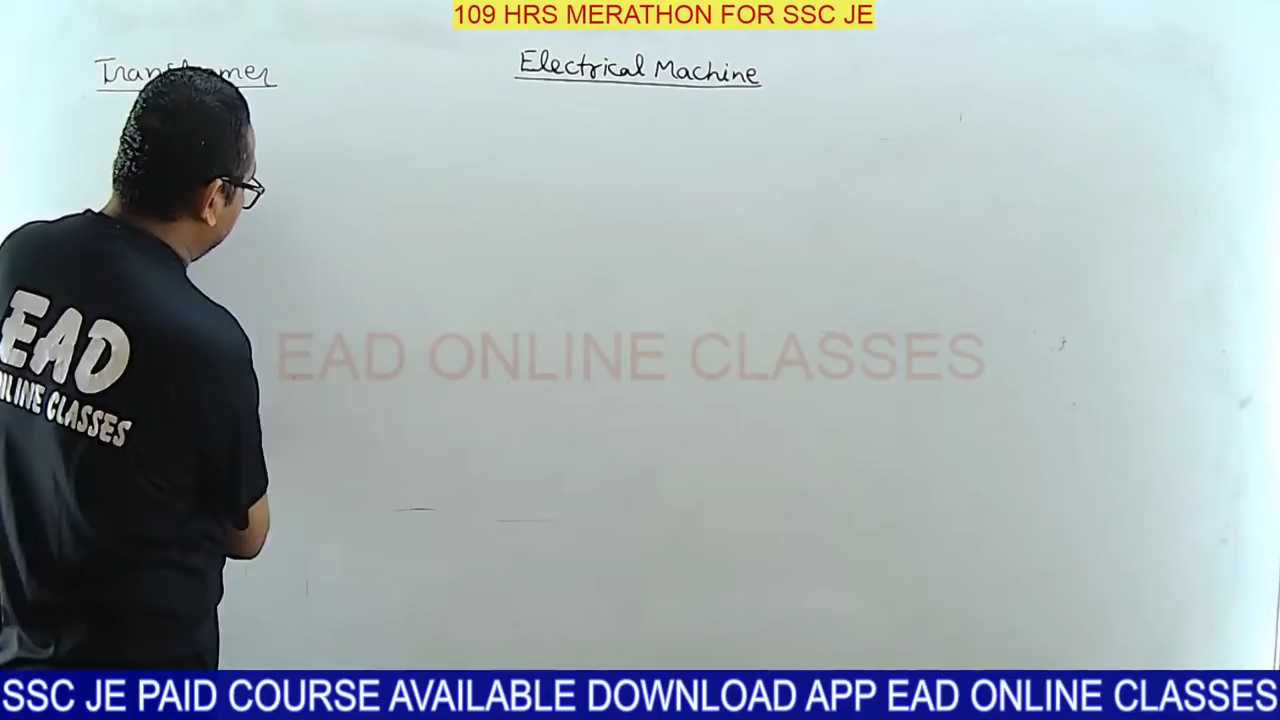 109 HRS MERATHON FOR SSC JE
Transformer
Electrical Machine
EAD
ONLINE CLASSES
EAD ONLINE CLASSES
SSC JE PAID COURSE AVAILABLE DOWNLOAD APP EAD ONLINE CLASSES